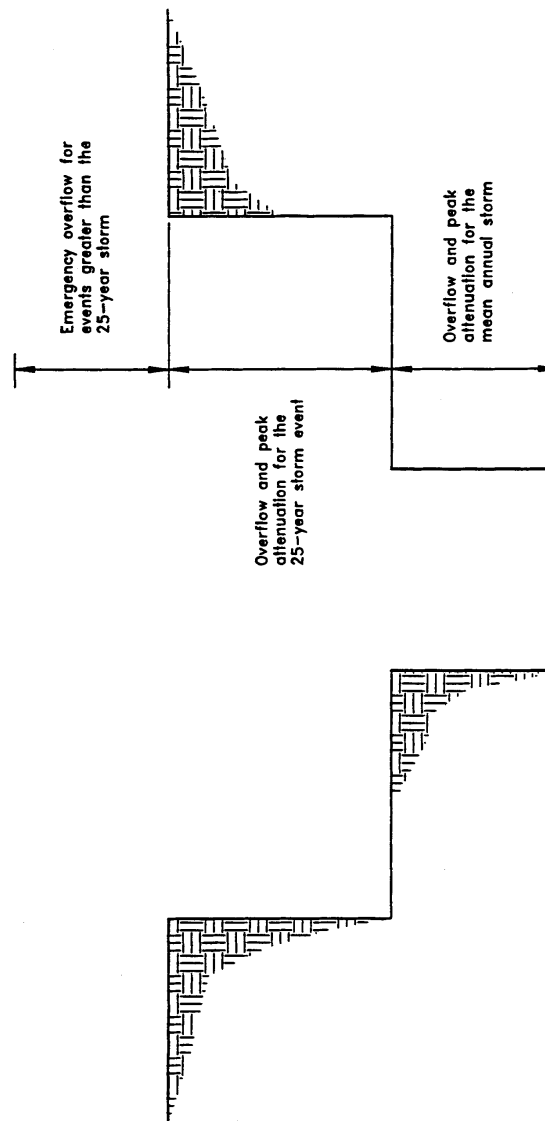 Emergency overflow for
events greater than the
25-year storm
Overflow and peak
attenuation for the
25-year storm event
Overflow and peak
attenuation for the
mean annual storm